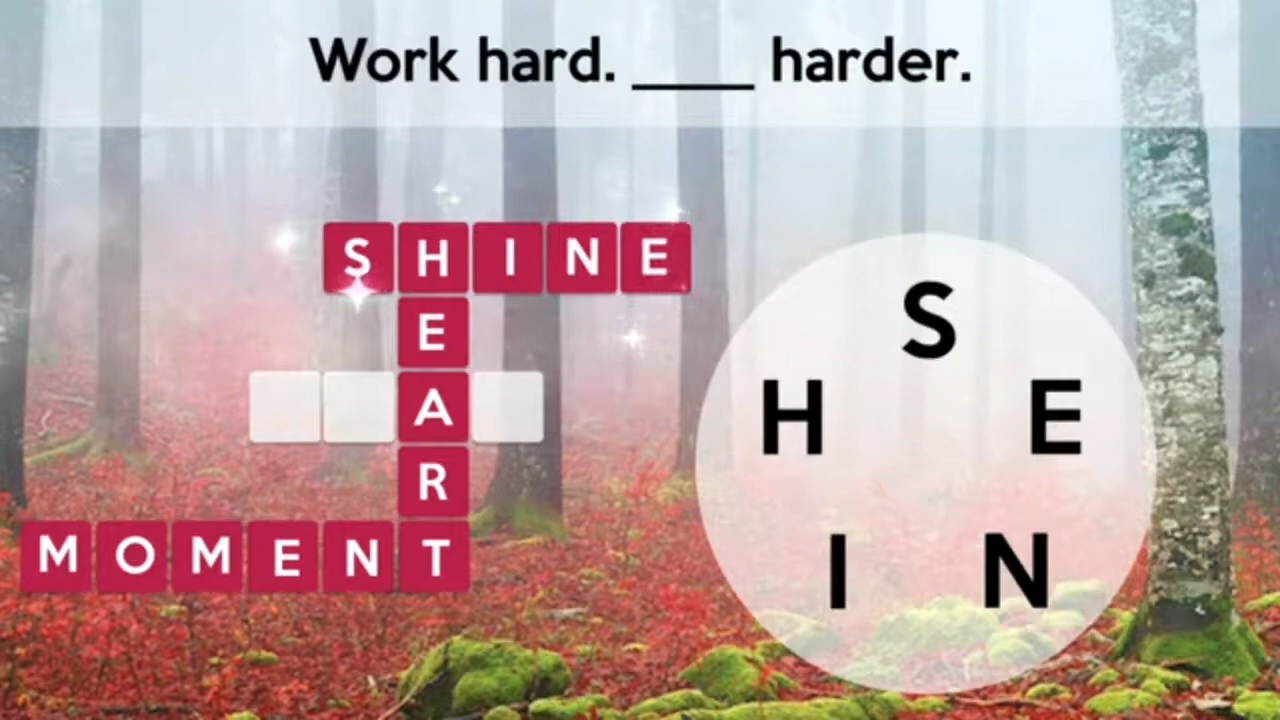 Work hard. ____ harder.
SHINE
E
A
R
MOMENT
S
H E
I N